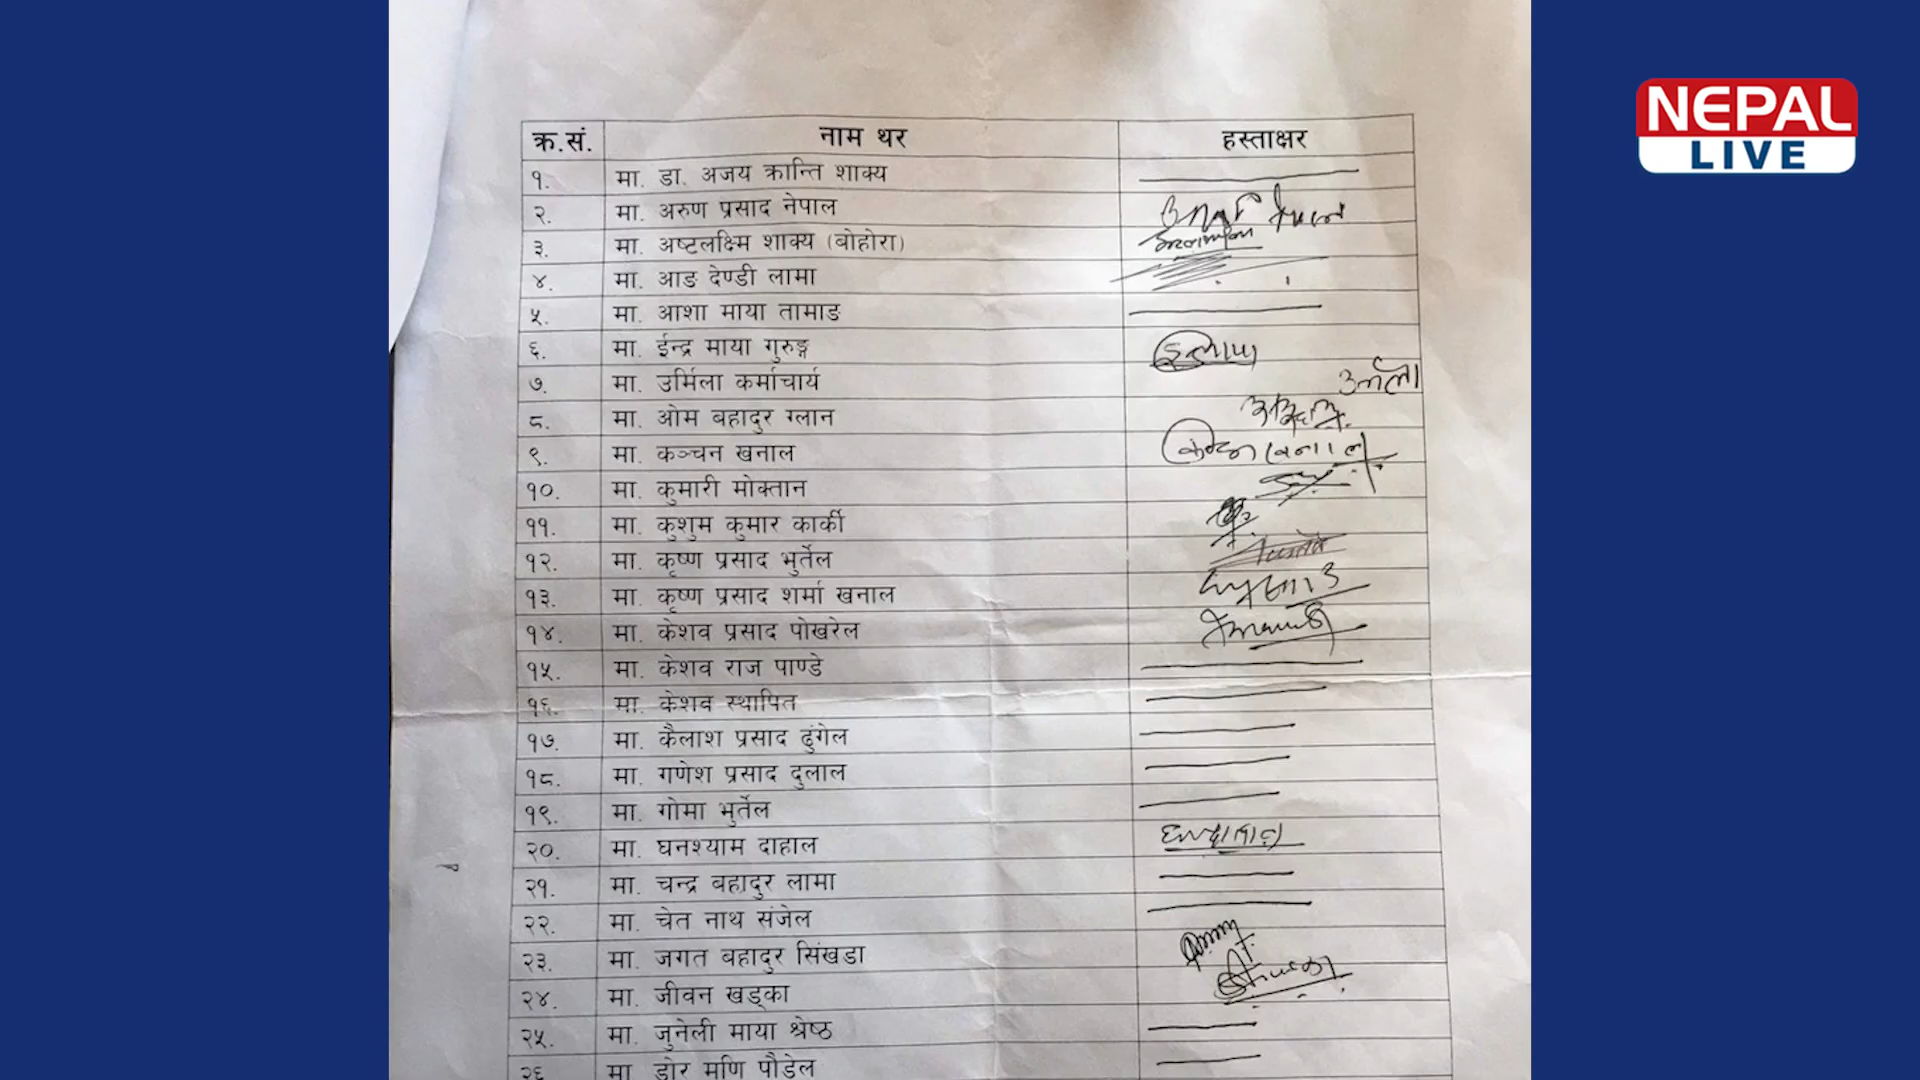 NEPAL
LIVE
क्र.सं. नाम थर हस्ताक्षर
१. मा. डा. अजय क्रान्ति शाक्य
२. मा. अरुण प्रसाद नेपाल
३. मा. अष्टलक्ष्मि शाक्य (बोहोरा)
४. मा. आङ देण्डी लामा
५. मा. आशा माया तामाङ
६. मा. ईन्द्र माया गुरुङ्ग
७. मा. उर्मिला कर्माचार्य
८. मा. ओम बहादुर ग्लान
९. मा. कञ्चन खनाल
१०. मा. कुमारी मोक्तान
११. मा. कुशुम कुमार कार्की
१२. मा. कृष्ण प्रसाद भुर्तेल
१३. मा. कृष्ण प्रसाद शर्मा खनाल
१४. मा. केशव प्रसाद पोखरेल
१५. मा. केशव राज पाण्डे
१६. मा. केशव स्थापित
१७. मा. कैलाश प्रसाद ढुंगेल
१८. मा. गणेश प्रसाद दुलाल
१९. मा. गोमा भुर्तेल
२०. मा. घनश्याम दाहाल
२१. मा. चन्द्र बहादुर लामा
२२. मा. चेत नाथ संजेल
२३. मा. जगत बहादुर सिंखडा
२४. मा. जीवन खड्का
२५. मा. जुनेली माया श्रेष्ठ
२६ मा. डोर मणि पौडेल